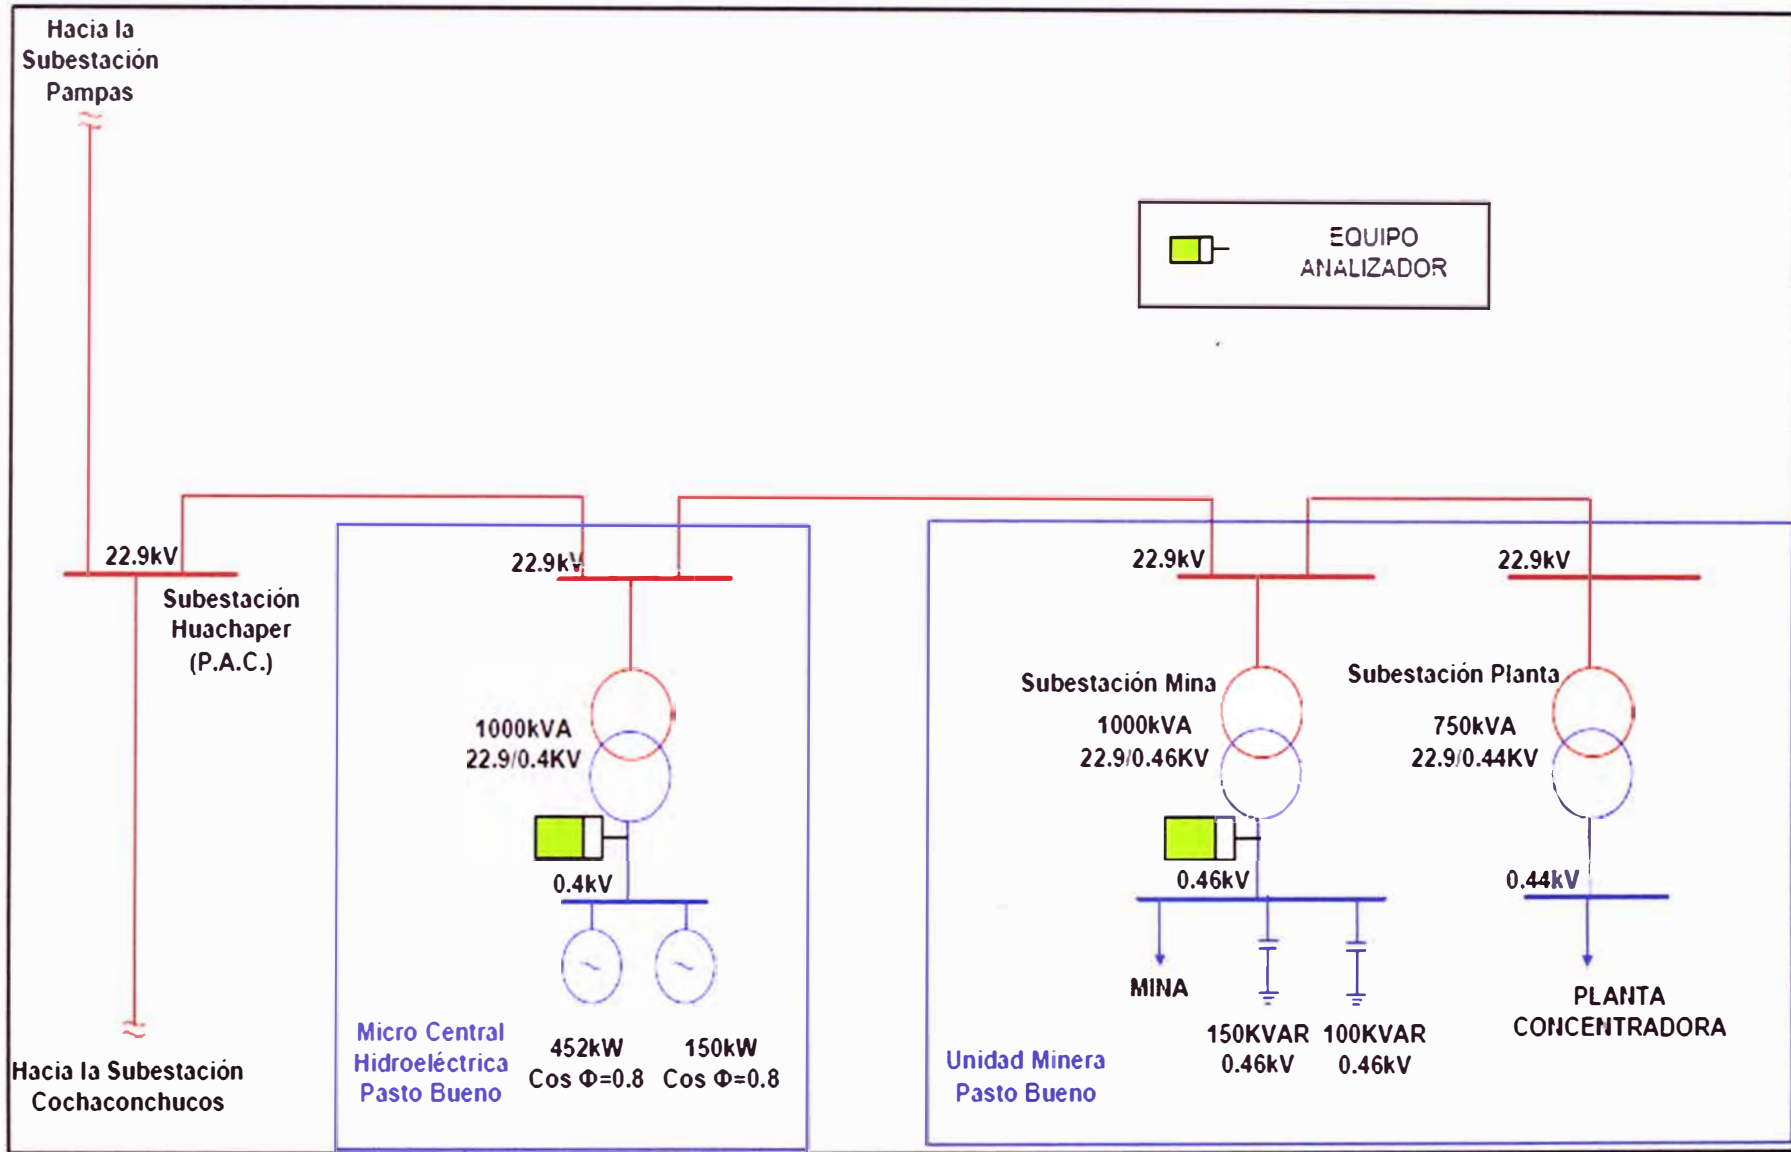 Hacia la
Subestación
Pampas
EQUIPO
ANALIZADOR
22.9kV
Subestación
Huachaper
(P.A.C.)
22.9kV
1000kVA
22.9/0.4KV
0.4kV
452kW
Cos Φ=0.8
150kW
Cos Φ=0.8
Micro Central
Hidroeléctrica
Pasto Bueno
22.9kV
Subestación Mina
1000kVA
22.9/0.46KV
0.46kV
MINA
150KVAR
0.46kV
100KVAR
0.46kV
22.9kV
Subestación Planta
750kVA
22.9/0.44KV
0.44kV
PLANTA
CONCENTRADORA
Unidad Minera
Pasto Bueno
Hacia la Subestación
Cochaconchucos